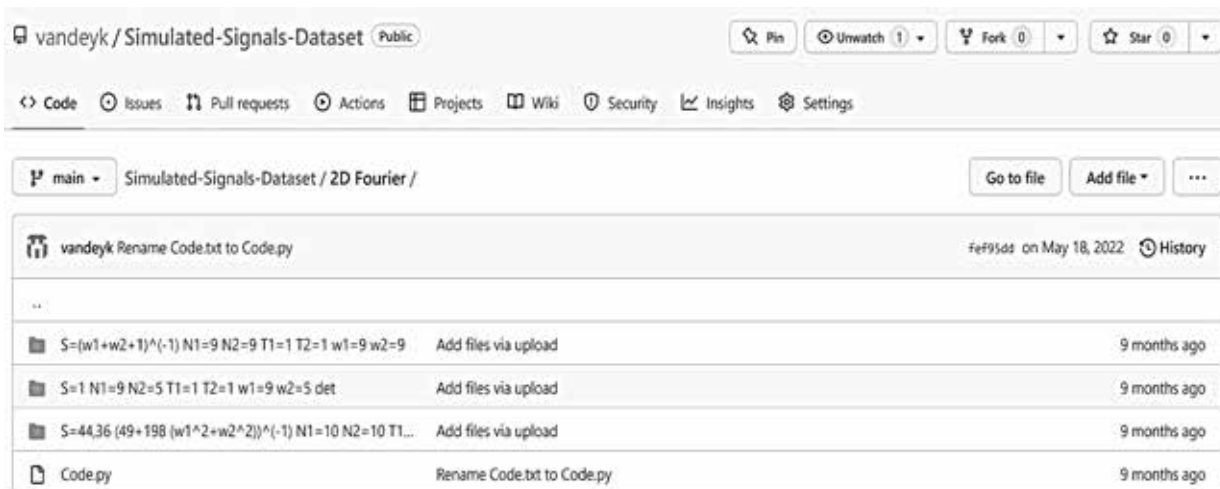 vandeyk / Simulated-Signals-Dataset Public Pin Unwatch 1 Fork 0 Star 0
Code Issues Pull requests Actions Projects Wiki Security Insights Settings
main Simulated-Signals-Dataset / 2D Fourier / Go to file Add file ...
vandeyk Rename Code.txt to Code.py fef95dd on May 18, 2022 History
..
S=(w1+w2+1)^(-1) N1=9 N2=9 T1=1 T2=1 w1=9 w2=9 Add files via upload 9 months ago
S=1 N1=9 N2=5 T1=1 T2=1 w1=9 w2=5 det Add files via upload 9 months ago
S=44,36 (49+198 (w1^2+w2^2))^(-1) N1=10 N2=10 T1... Add files via upload 9 months ago
Code.py Rename Code.txt to Code.py 9 months ago